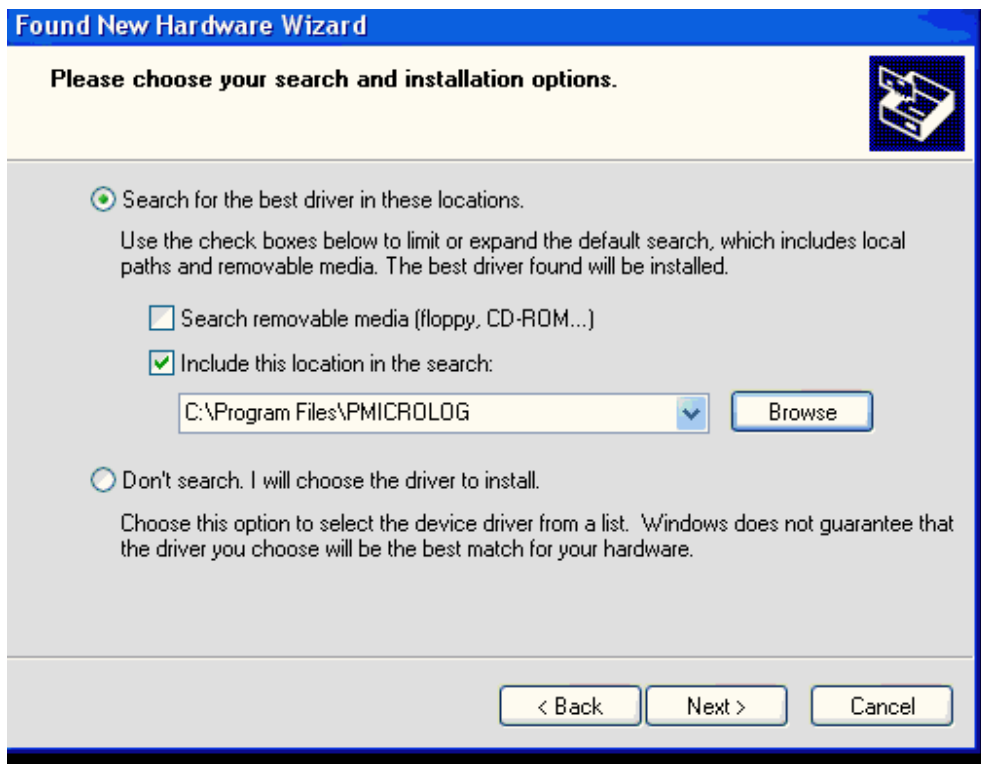 Found New Hardware Wizard
Please choose your search and installation options.
Search for the best driver in these locations.
Use the check boxes below to limit or expand the default search, which includes local
paths and removable media. The best driver found will be installed.
Search removable media (floppy, CD-ROM...)
Include this location in the search:
C:\Program Files\PMICROLOG
Browse
Don't search. I will choose the driver to install.
Choose this option to select the device driver from a list. Windows does not guarantee that
the driver you choose will be the best match for your hardware.
< Back Next > Cancel